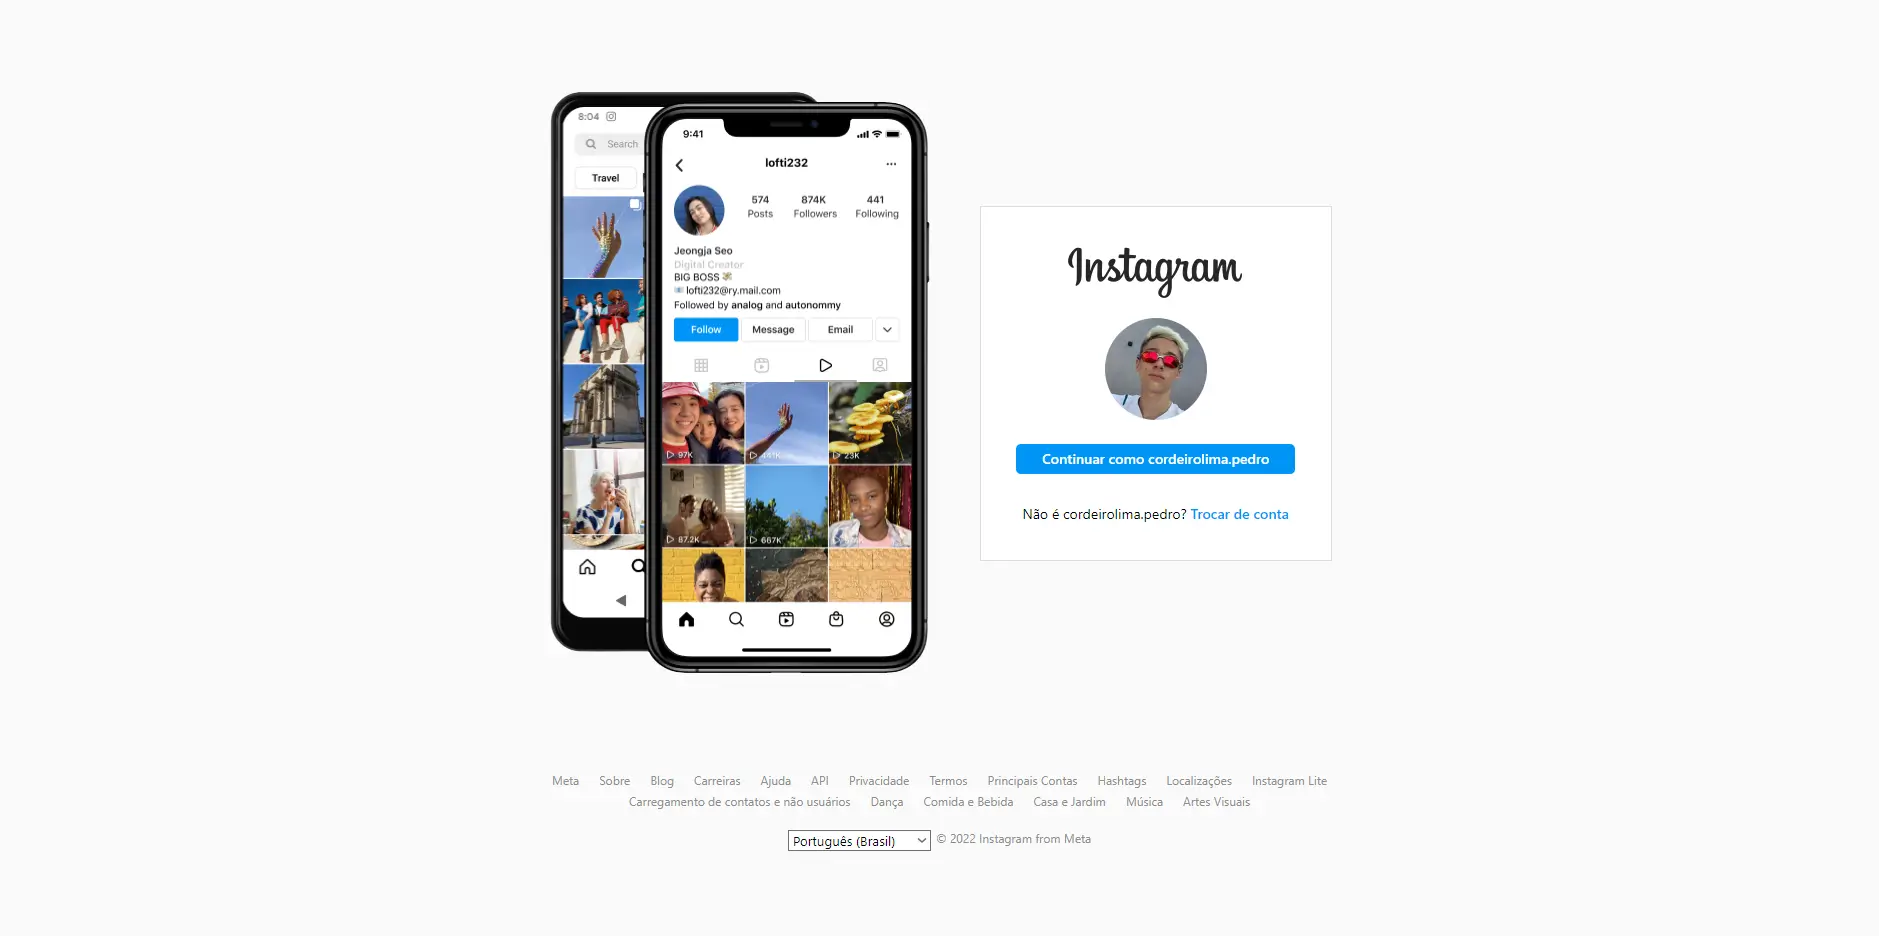 8:04
Search
Travel
9:41
lofti232
574 874K 441
Posts Followers Following
Jeongja Seo
Digital Creator
BIG BOSS
lofti232@ry.mail.com
Followed by analog and autonommy
Follow Message Email
97K 441K 23K
87.2K 667K
Instagram
Continuar como cordeirolima.pedro
Não é cordeirolima.pedro? Trocar de conta
Meta Sobre Blog Carreiras Ajuda API Privacidade Termos Principais Contas Hashtags Localizações Instagram Lite
Carregamento de contatos e não usuários Dança Comida e Bebida Casa e Jardim Música Artes Visuais
Português (Brasil) © 2022 Instagram from Meta